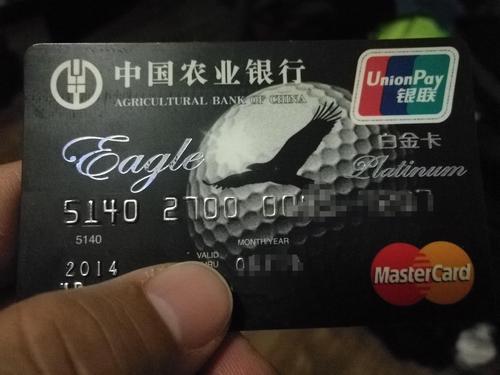 中国农业银行
AGRICULTURAL BANK OF CHINA
UnionPay
银联
白金卡
Eagle
Platinum
5140 2700
5140
MONTH/YEAR
VALID
2014
MasterCard